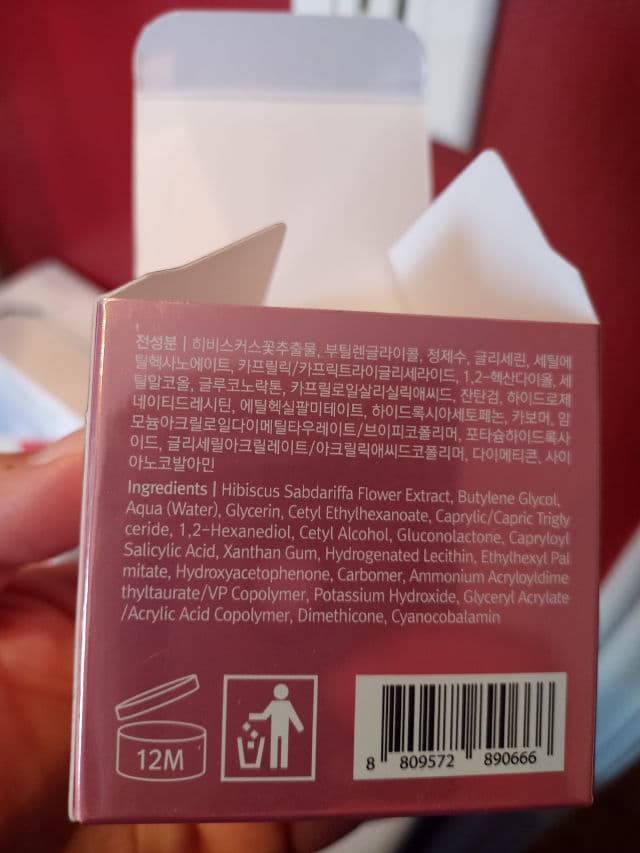 전성분 | 히비스커스꽃추출물, 부틸렌글라이콜, 정제수, 글리세린, 세틸에
틸헥사노에이트, 카프릴릭/카프릭트라이글리세라이드, 1,2-헥산다이올, 세
틸알코올, 글루코노락톤, 카프릴로일살리실릭애씨드, 잔탄검, 하이드로제
네이티드레시틴, 에틸헥실팔미테이트, 하이드록시아세토페논, 카보머, 암
모늄아크릴로일다이메틸타우레이트/브이피코폴리머, 포타슘하이드록사
이드, 글리세릴아크릴레이트/아크릴릭애씨드코폴리머, 다이메티콘, 사이
아노코발아민
Ingredients | Hibiscus Sabdariffa Flower Extract, Butylene Glycol,
Aqua (Water), Glycerin, Cetyl Ethylhexanoate, Caprylic/Capric Trigly
ceride, 1,2-Hexanediol, Cetyl Alcohol, Gluconolactone, Capryloyl
Salicylic Acid, Xanthan Gum, Hydrogenated Lecithin, Ethylhexyl Pal
mitate, Hydroxyacetophenone, Carbomer, Ammonium Acryloyldime
thyltaurate/VP Copolymer, Potassium Hydroxide, Glyceryl Acrylate
/Acrylic Acid Copolymer, Dimethicone, Cyanocobalamin
12M
8 809572 890666